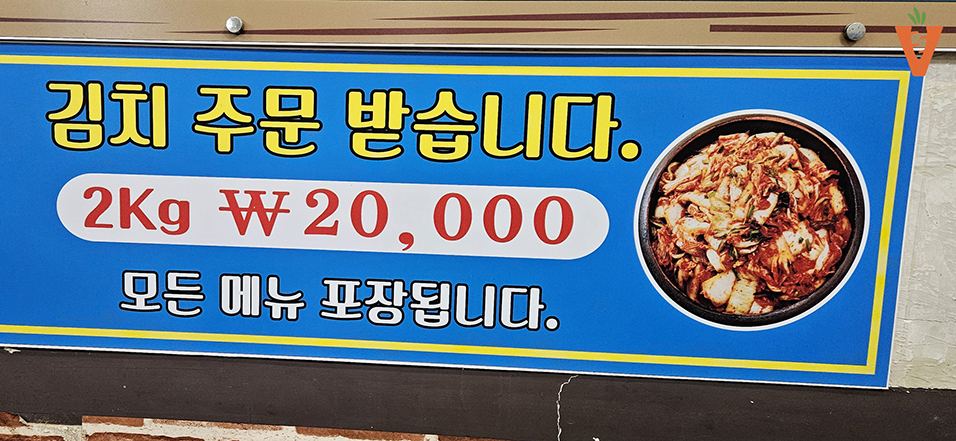 김치 주문 받습니다.
2Kg ₩20,000
모든 메뉴 포장됩니다.